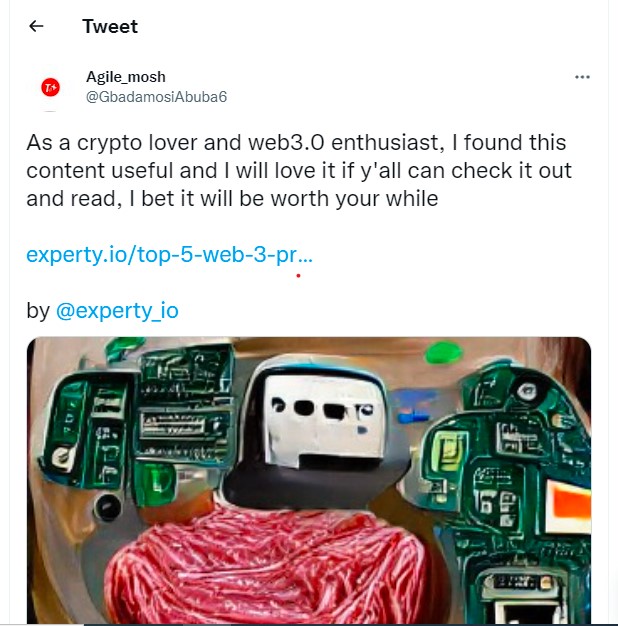 Tweet
Agile_mosh
@GbadamosiAbuba6
As a crypto lover and web3.0 enthusiast, I found this
content useful and I will love it if y'all can check it out
and read, I bet it will be worth your while
experty.io/top-5-web-3-pr...
by @experty_io